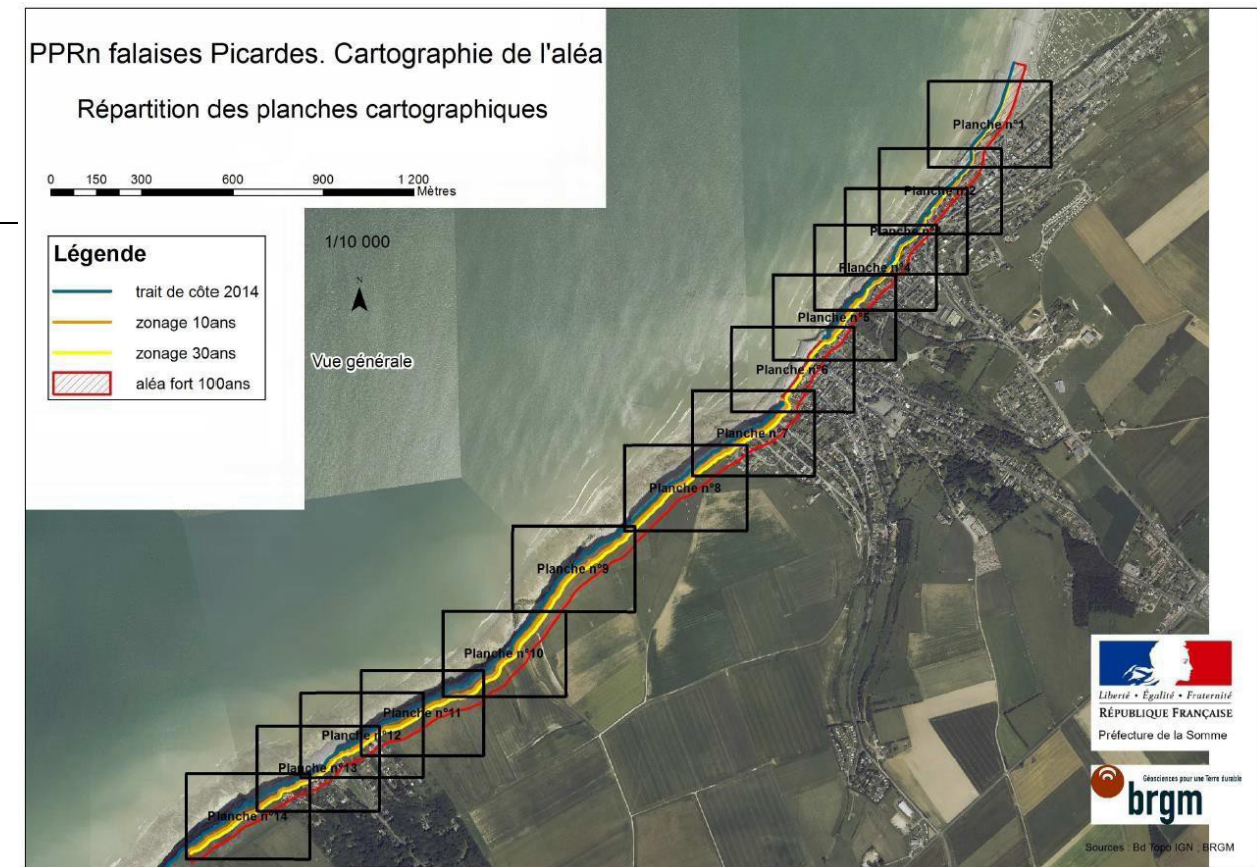 PPRn falaises Picardes. Cartographie de l'aléa
Répartition des planches cartographiques
0 150 300 600 900 1 200
Mètres
Légende
trait de côte 2014
zonage 10ans
zonage 30ans
aléa fort 100ans
1/10 000
N
Vue générale
Planche n°1
Planche n°2
Planche
Planche n°4
Planche n°5
Planche n°6
Planche n°7
Planche n°8
Planche n°9
Planche n°10
Planche n°11
Planche n°12
Planche n°13
Planche n°14
Liberté • Égalité • Fraternité
RÉPUBLIQUE FRANÇAISE
Préfecture de la Somme
Géosciences pour une Terre durable
brgm
Sources : Bd Topo IGN ; BRGM